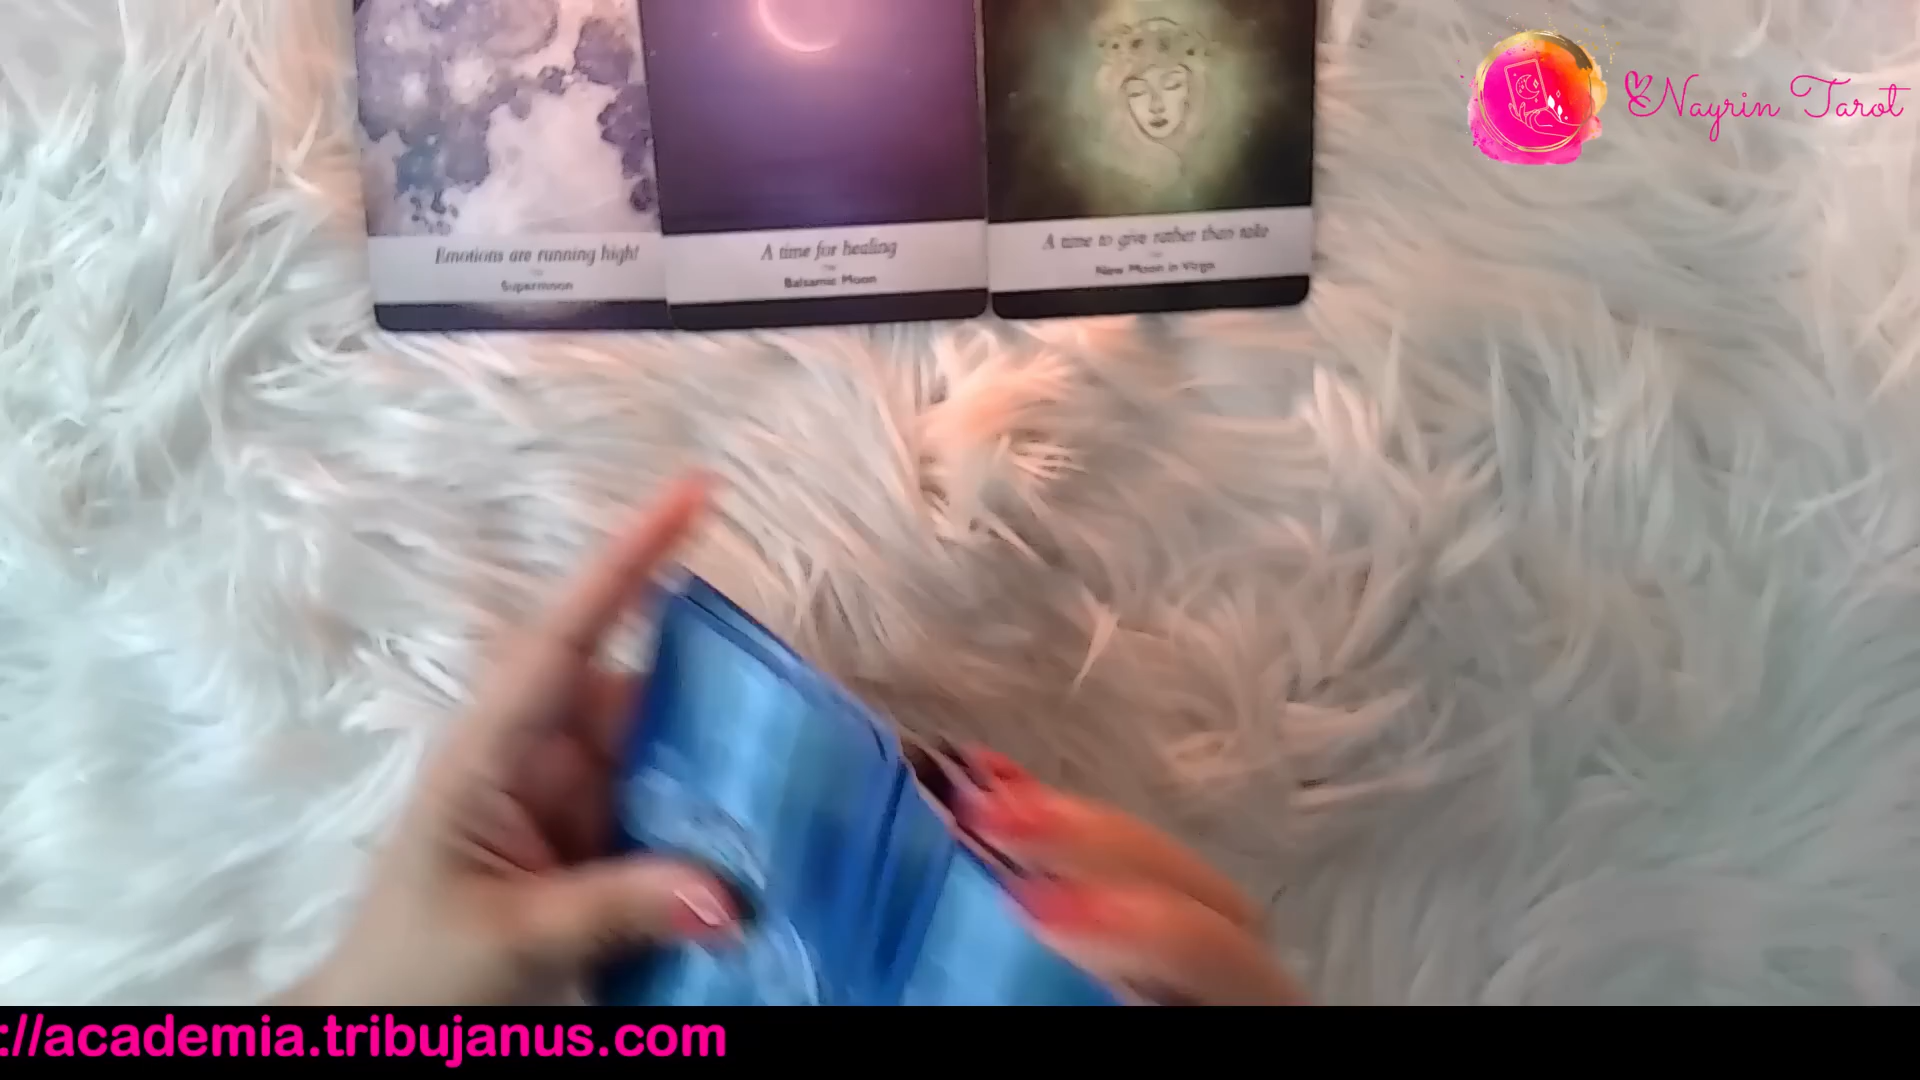 Nayrin Tarot
Emotions are running high!
Supermoon
A time for healing
The
Balsamic Moon
A time to give rather than take
New Moon in Virgo
://academia.tribujanus.com